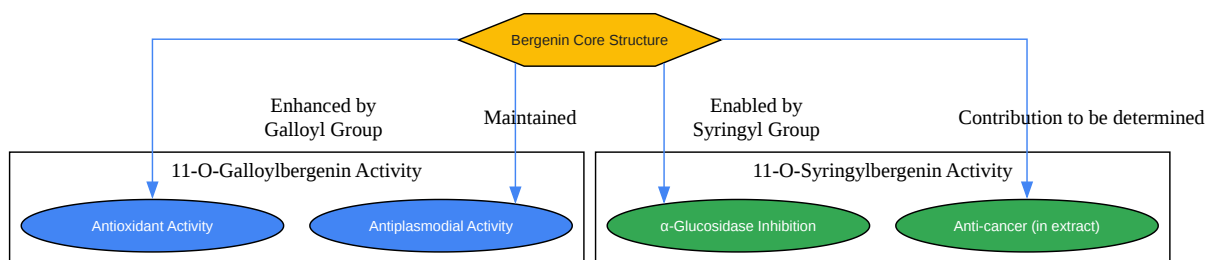 Bergenin Core Structure
Enhanced by
Galloyl Group
Maintained
Enabled by
Syringyl Group
Contribution to be determined
11-O-Galloylbergenin Activity
11-O-Syringylbergenin Activity
Antioxidant Activity
Antiplasmodial Activity
α-Glucosidase Inhibition
Anti-cancer (in extract)